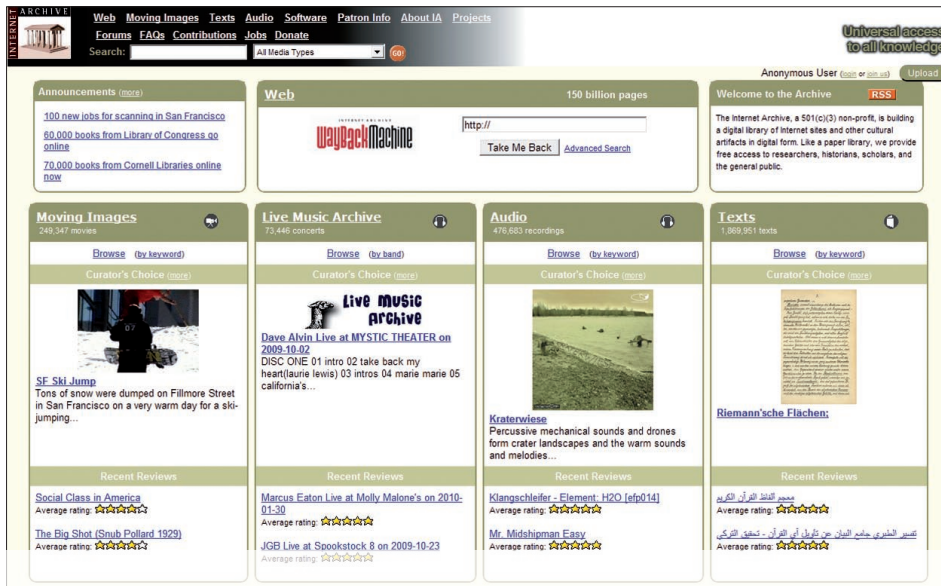 INTERNET ARCHIVE
Web Moving Images Texts Audio Software Patron Info About IA Projects
Forums FAQs Contributions Jobs Donate
Search: All Media Types GO!
Universal access
to all knowledge
Anonymous User (login or join us) Upload
Announcements (more)
100 new jobs for scanning in San Francisco
60,000 books from Library of Congress go
online
70,000 books from Cornell Libraries online
now
Web 150 billion pages
INTERNET ARCHIVE
WayBackMachine
http://
Take Me Back Advanced Search
Welcome to the Archive RSS
The Internet Archive, a 501(c)(3) non-profit, is building
a digital library of Internet sites and other cultural
artifacts in digital form. Like a paper library, we provide
free access to researchers, historians, scholars, and
the general public.
Moving Images
249,347 movies
Browse (by keyword)
Curator's Choice (more)
07
SF Ski Jump
Tons of snow were dumped on Fillmore Street
in San Francisco on a very warm day for a ski-
jumping...
Recent Reviews
Social Class in America
Average rating:
The Big Shot (Snub Pollard 1929)
Average rating:
Live Music Archive
73,446 concerts
Browse (by band)
Curator's Choice (more)
Live Music
Archive
Dave Alvin Live at MYSTIC THEATER on
2009-10-02
DISC ONE 01 intro 02 take back my
heart(laurie lewis) 03 intros 04 marie marie 05
california's...
Recent Reviews
Marcus Eaton Live at Molly Malone's on 2010-
01-30
Average rating:
JGB Live at Spookstock 8 on 2009-10-23
Average rating:
Audio
476,683 recordings
Browse (by keyword)
Curator's Choice (more)
Kraterwiese
Percussive mechanical sounds and drones
form crater landscapes and the warm sounds
and melodies...
Recent Reviews
Klangschleifer - Element: H2O [efp014]
Average rating:
Mr. Midshipman Easy
Average rating:
Texts
1,869,951 texts
Browse (by keyword)
Curator's Choice (more)
Riemann'sche Flächen;
Recent Reviews
معجم ألفاظ القرآن الكريم
Average rating:
تفسير الطبري جامع البيان عن تأويل آي القرآن - تحقيق التركي
Average rating: